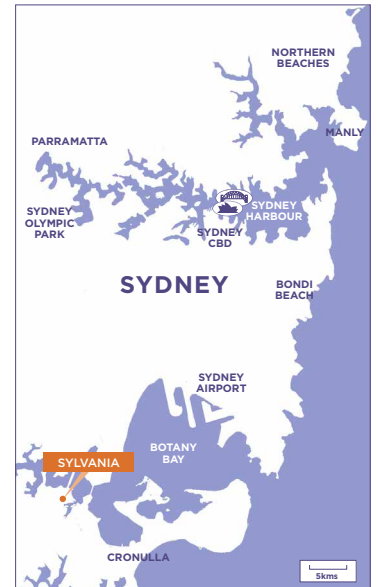 NORTHERN
BEACHES
MANLY
PARRAMATTA
SYDNEY
HARBOUR
SYDNEY
OLYMPIC
PARK
SYDNEY
CBD
SYDNEY
BONDI
BEACH
SYDNEY
AIRPORT
BOTANY
BAY
SYLVANIA
CRONULLA
5kms